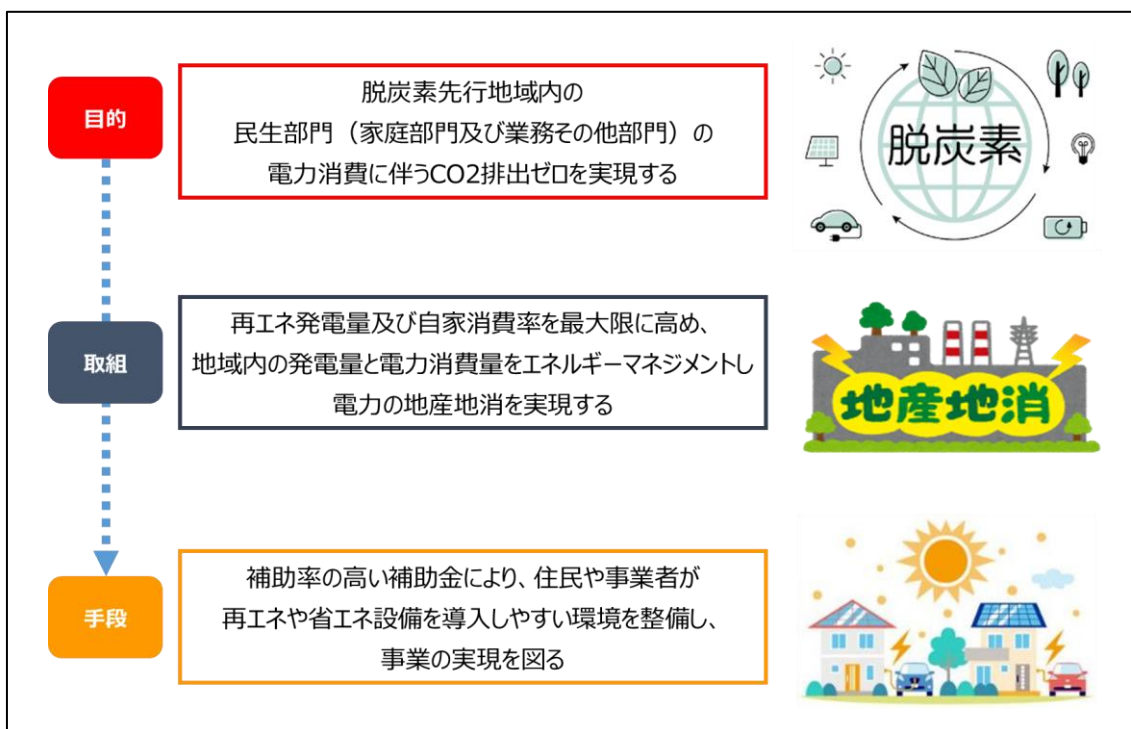 目的
脱炭素先行地域内の
民生部門（家庭部門及び業務その他部門）の
電力消費に伴うCO2排出ゼロを実現する
脱炭素
取組
再エネ発電量及び自家消費率を最大限に高め、
地域内の発電量と電力消費量をエネルギーマネジメントし
電力の地産地消を実現する
地産地消
手段
補助率の高い補助金により、住民や事業者が
再エネや省エネ設備を導入しやすい環境を整備し、
事業の実現を図る